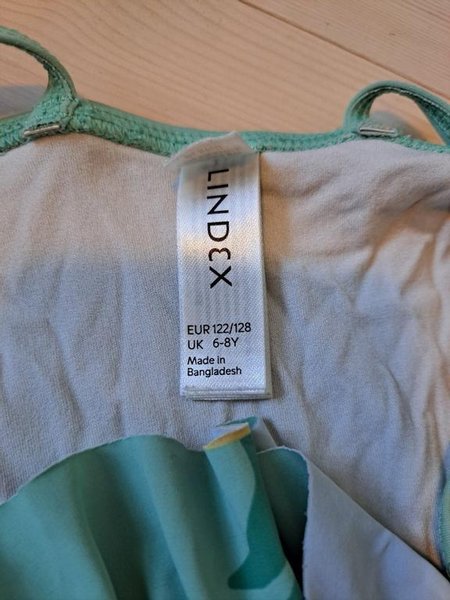 LINDEX
EUR 122/128
UK 6-8Y
Made in
Bangladesh